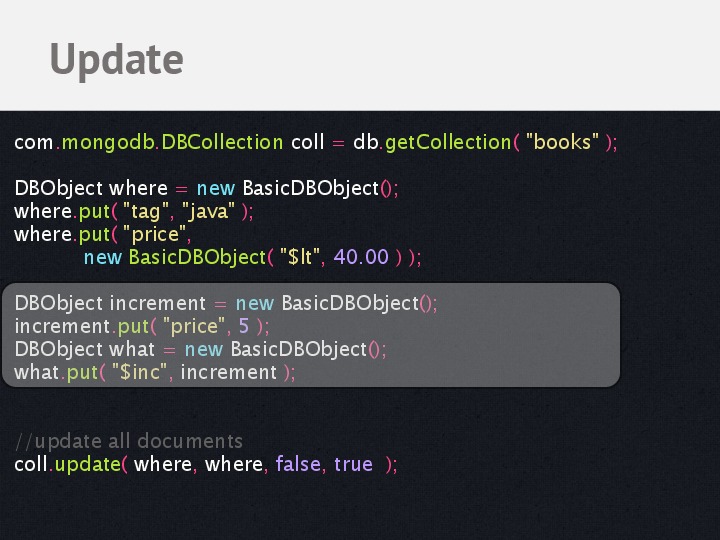 Update
com.mongodb.DBCollection coll = db.getCollection( "books" );
DBObject where = new BasicDBObject();
where.put( "tag", "java" );
where.put( "price",
new BasicDBObject( "$lt", 40.00 ) );
DBObject increment = new BasicDBObject();
increment.put( "price", 5 );
DBObject what = new BasicDBObject();
what.put( "$inc", increment );
//update all documents
coll.update( where, where, false, true  );